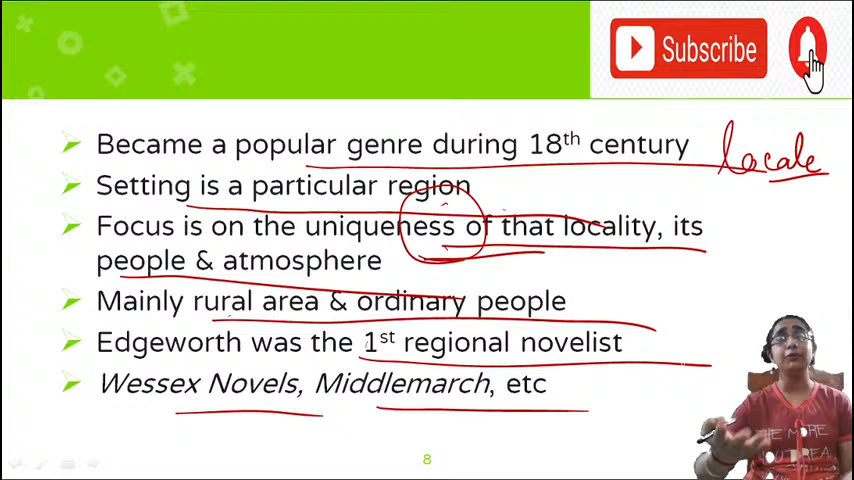 Subscribe
Became a popular genre during 18th century
locale
Setting is a particular region
Focus is on the uniqueness of that locality, its
people & atmosphere
Mainly rural area & ordinary people
Edgeworth was the 1st regional novelist
Wessex Novels, Middlemarch, etc
THE MORE
8